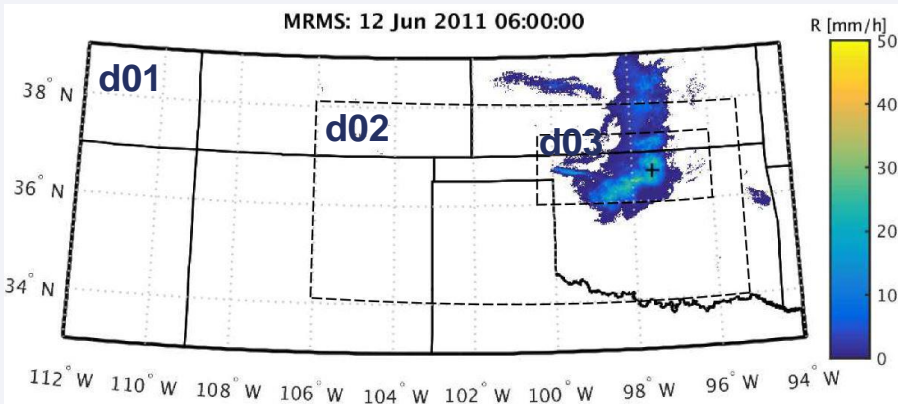 MRMS: 12 Jun 2011 06:00:00
R [mm/h]
50
40
30
20
10
0
d01
d02
d03
38° N
36° N
34° N
112° W 110° W 108° W 106° W 104° W 102° W 100° W 98° W 96° W 94° W